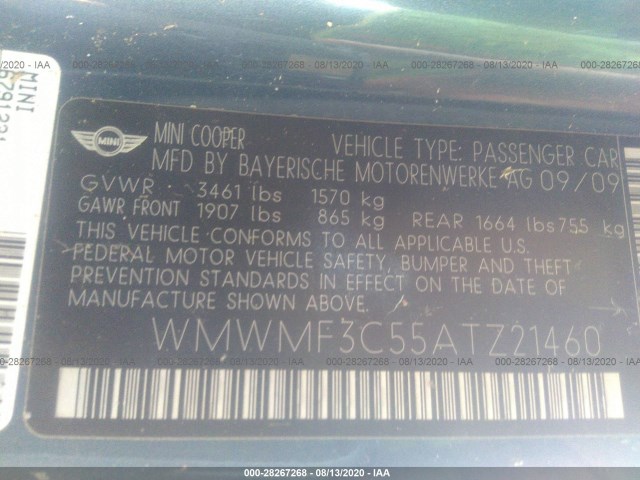 MINI
MINI COOPER VEHICLE TYPE: PASSENGER CAR
MFD BY BAYERISCHE MOTORENWERKE AG 09/09
GVWR 3461 lbs 1570 kg
GAWR FRONT 1907 lbs 865 kg REAR 1664 lbs 755 kg
THIS VEHICLE CONFORMS TO ALL APPLICABLE U.S.
FEDERAL MOTOR VEHICLE SAFETY, BUMPER AND THEFT
PREVENTION STANDARDS IN EFFECT ON THE DATE OF
MANUFACTURE SHOWN ABOVE.
WMWMF3C55ATZ21460
MINI
000-28267268 - 08/13/2020 - IAA